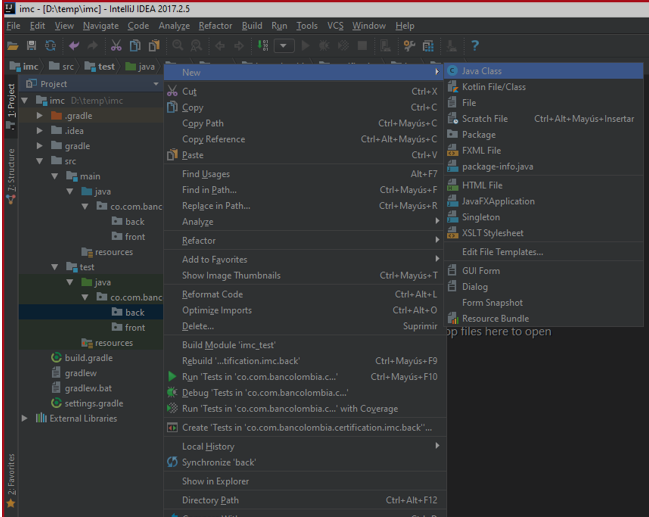 imc - [D:\temp\imc] - IntelliJ IDEA 2017.2.5
File Edit View Navigate Code Analyze Refactor Build Run Tools VCS Window Help
imc src test java
1: Project
Project
imc D:\temp\imc
.gradle
.idea
gradle
src
main
java
co.com.banc
back
front
resources
test
java
co.com.banc
back
front
resources
build.gradle
gradlew
gradlew.bat
settings.gradle
External Libraries
7: Structure
2: Favorites
New
Cut Ctrl+X
Copy Ctrl+C
Copy Path Ctrl+Mayús+C
Copy Reference Ctrl+Alt+Mayús+C
Paste Ctrl+V
Find Usages Alt+F7
Find in Path... Ctrl+Mayús+F
Replace in Path... Ctrl+Mayús+R
Analyze
Refactor
Add to Favorites
Show Image Thumbnails Ctrl+Mayús+T
Reformat Code Ctrl+Alt+L
Optimize Imports Ctrl+Alt+O
Delete... Suprimir
Build Module 'imc_test'
Rebuild '...tification.imc.back' Ctrl+Mayús+F9
Run 'Tests in 'co.com.bancolombia.c...' Ctrl+Mayús+F10
Debug 'Tests in 'co.com.bancolombia.c...'
Run 'Tests in 'co.com.bancolombia.c...' with Coverage
Create 'Tests in 'co.com.bancolombia.certification.imc.back''...
Local History
Synchronize 'back'
Show in Explorer
Directory Path Ctrl+Alt+F12
Java Class
Kotlin File/Class
File
Scratch File Ctrl+Alt+Mayús+Insertar
Package
FXML File
package-info.java
HTML File
JavaFXApplication
Singleton
XSLT Stylesheet
Edit File Templates...
GUI Form
Dialog
Form Snapshot
Resource Bundle
op files here to open